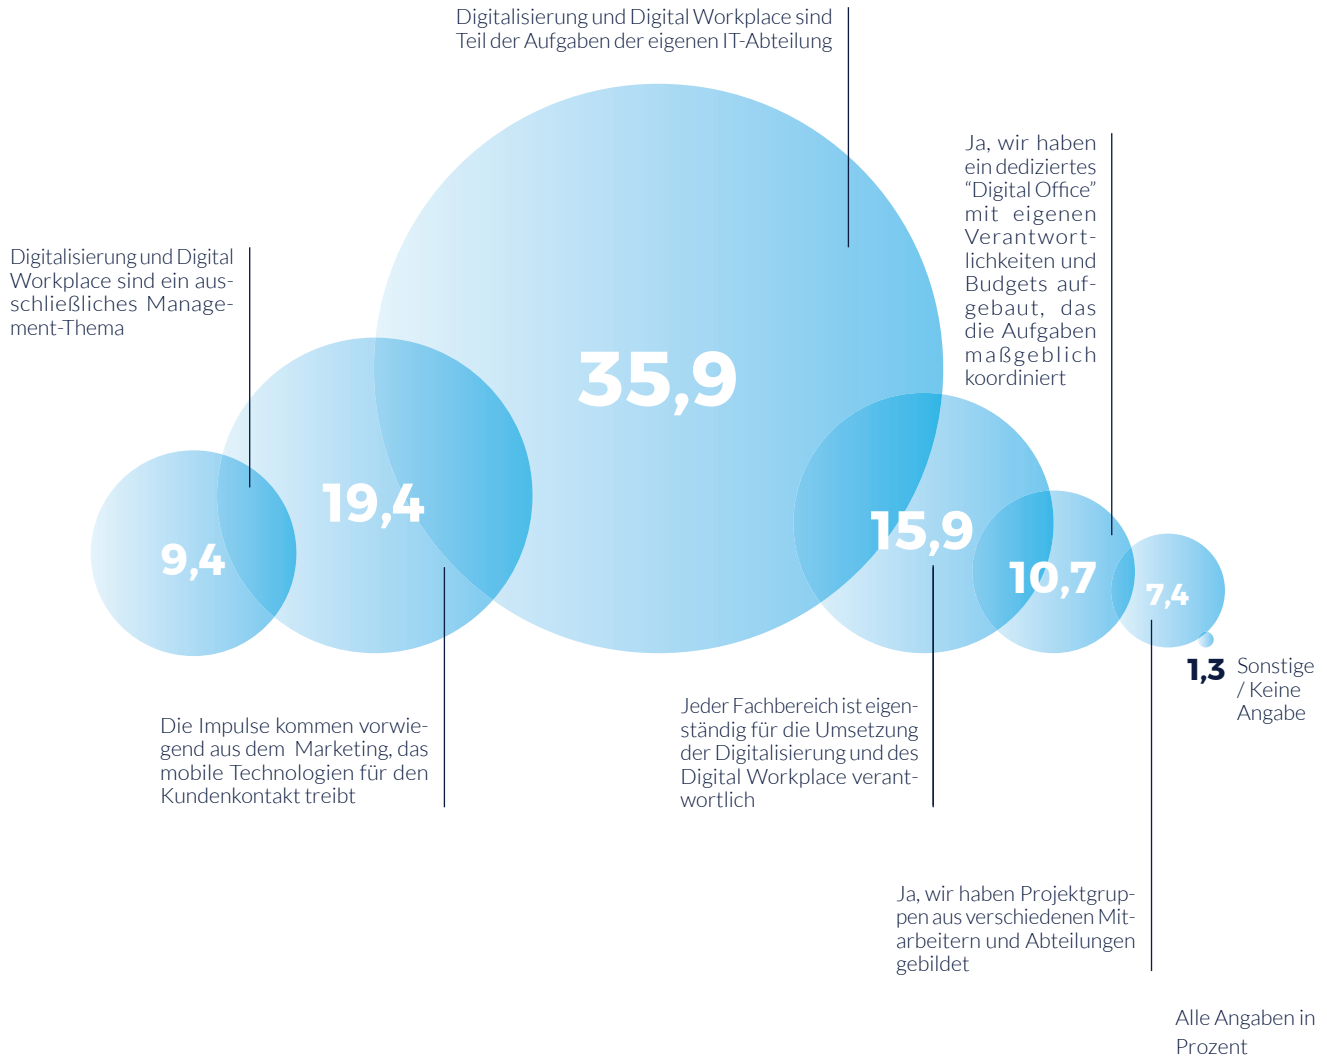 Digitalisierung und Digital Workplace sind
Teil der Aufgaben der eigenen IT-Abteilung
Ja, wir haben
ein dediziertes
“Digital Office”
mit eigenen
Verantwort-
lichkeiten und
Budgets auf-
gebaut, das
die Aufgaben
maßgeblich
koordiniert
Digitalisierung und Digital
Workplace sind ein aus-
schließliches Manage-
ment-Thema
35,9
19,4
15,9
9,4
10,7
7,4
1,3
Sonstige
/ Keine
Angabe
Die Impulse kommen vorwie-
gend aus dem Marketing, das
mobile Technologien für den
Kundenkontakt treibt
Jeder Fachbereich ist eigen-
ständig für die Umsetzung
der Digitalisierung und des
Digital Workplace verant-
wortlich
Ja, wir haben Projektgrup-
pen aus verschiedenen Mit-
arbeitern und Abteilungen
gebildet
Alle Angaben in
Prozent